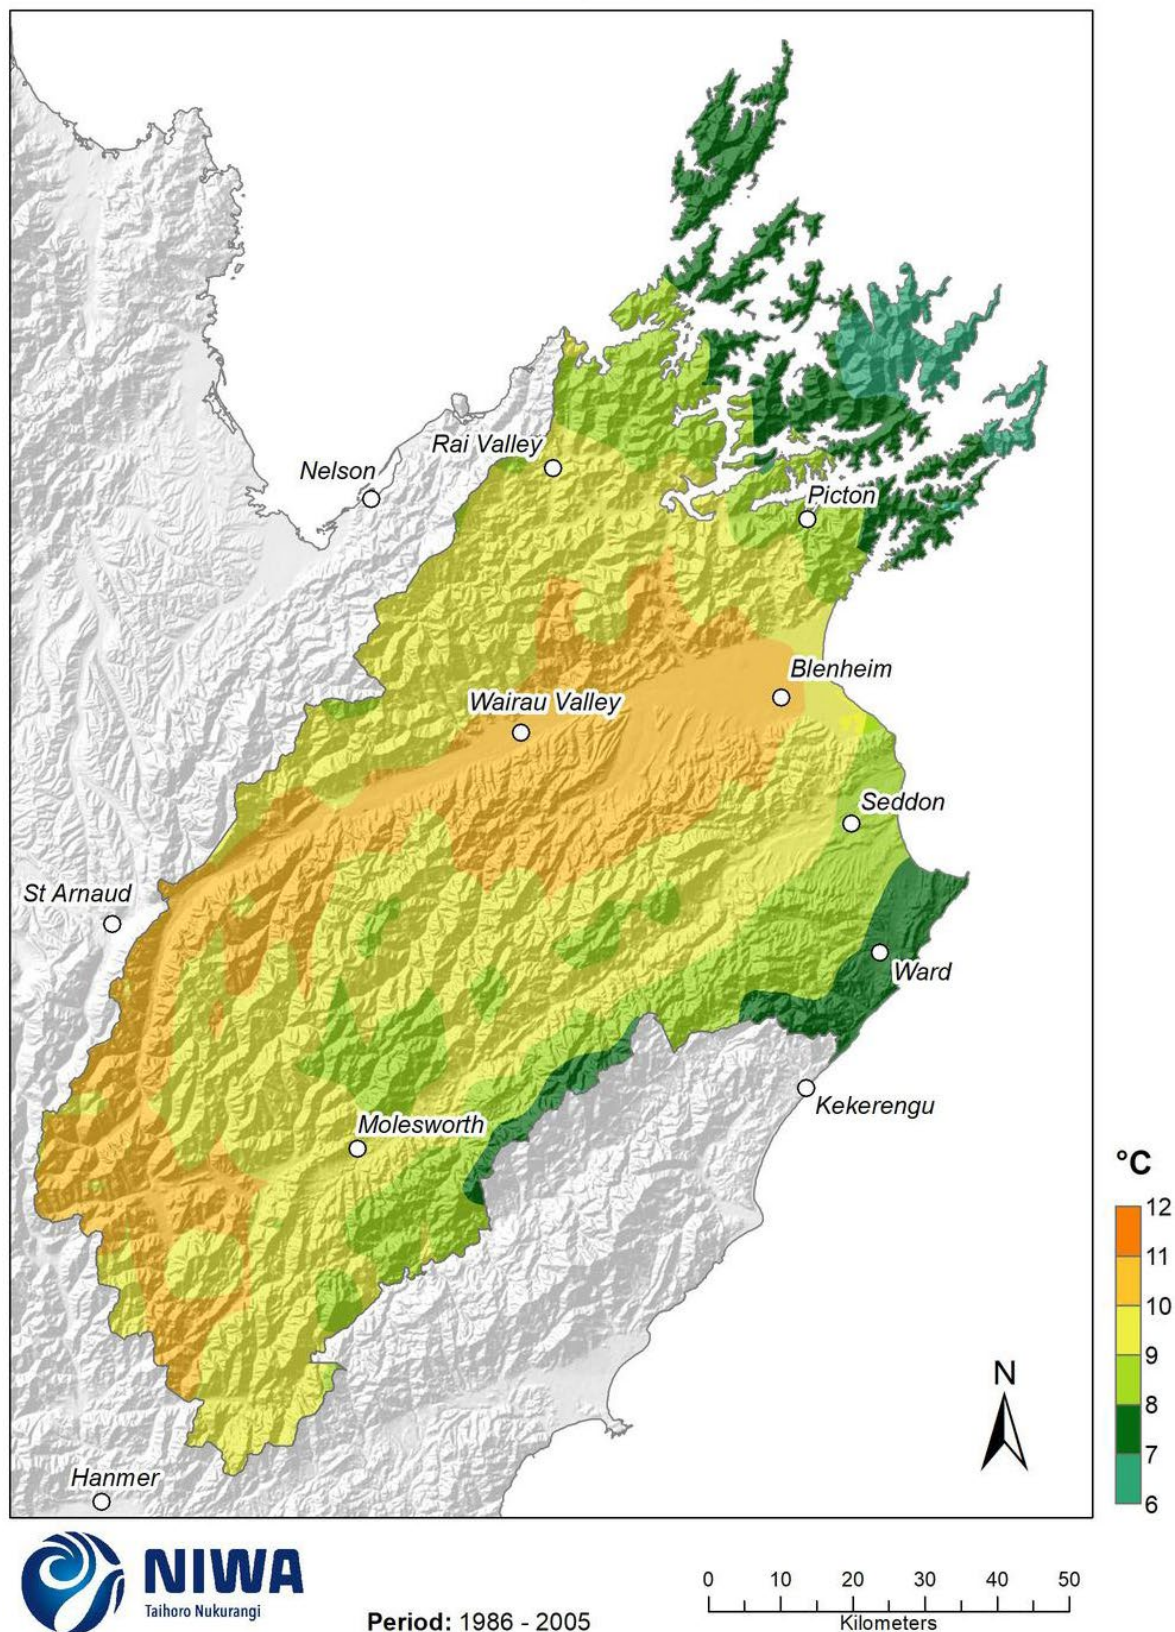 Rai Valley
Nelson
Picton
Blenheim
Wairau Valley
Seddon
St Arnaud
Ward
Kekerengu
Molesworth
°C
12
11
10
9
8
7
6
N
Hanmer
NIWA
Taihoro Nukurangi
Period: 1986 - 2005
0 10 20 30 40 50
Kilometers